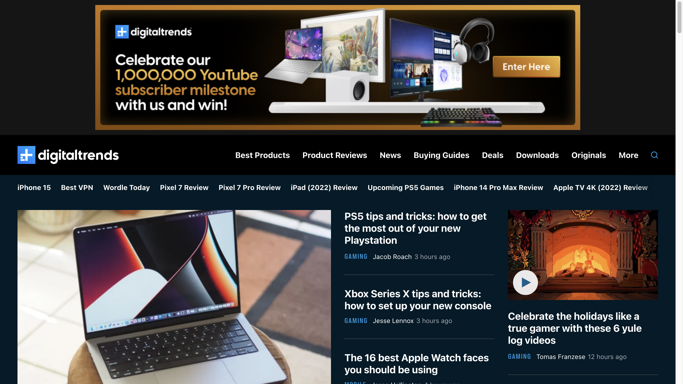 digitaltrends
Celebrate our
1,000,000 YouTube
subscriber milestone
with us and win!
Enter Here
digitaltrends
Best Products Product Reviews News Buying Guides Deals Downloads Originals More
iPhone 15 Best VPN Wordle Today Pixel 7 Review Pixel 7 Pro Review iPad (2022) Review Upcoming PS5 Games iPhone 14 Pro Max Review Apple TV 4K (2022) Review
PS5 tips and tricks: how to get
the most out of your new
Playstation
GAMING Jacob Roach 3 hours ago
Xbox Series X tips and tricks:
how to set up your new console
GAMING Jesse Lennox 3 hours ago
The 16 best Apple Watch faces
you should be using
Celebrate the holidays like a
true gamer with these 6 yule
log videos
GAMING Tomas Franzese 12 hours ago